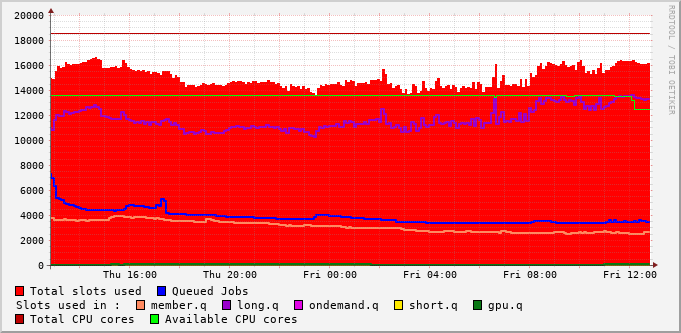 20000
18000
16000
14000
12000
10000
8000
6000
4000
2000
0
Thu 16:00 Thu 20:00 Fri 00:00 Fri 04:00 Fri 08:00 Fri 12:00
Total slots used Queued Jobs
Slots used in : member.q long.q ondemand.q short.q gpu.q
Total CPU cores Available CPU cores
RRDTOOL / TOBI OETIKER